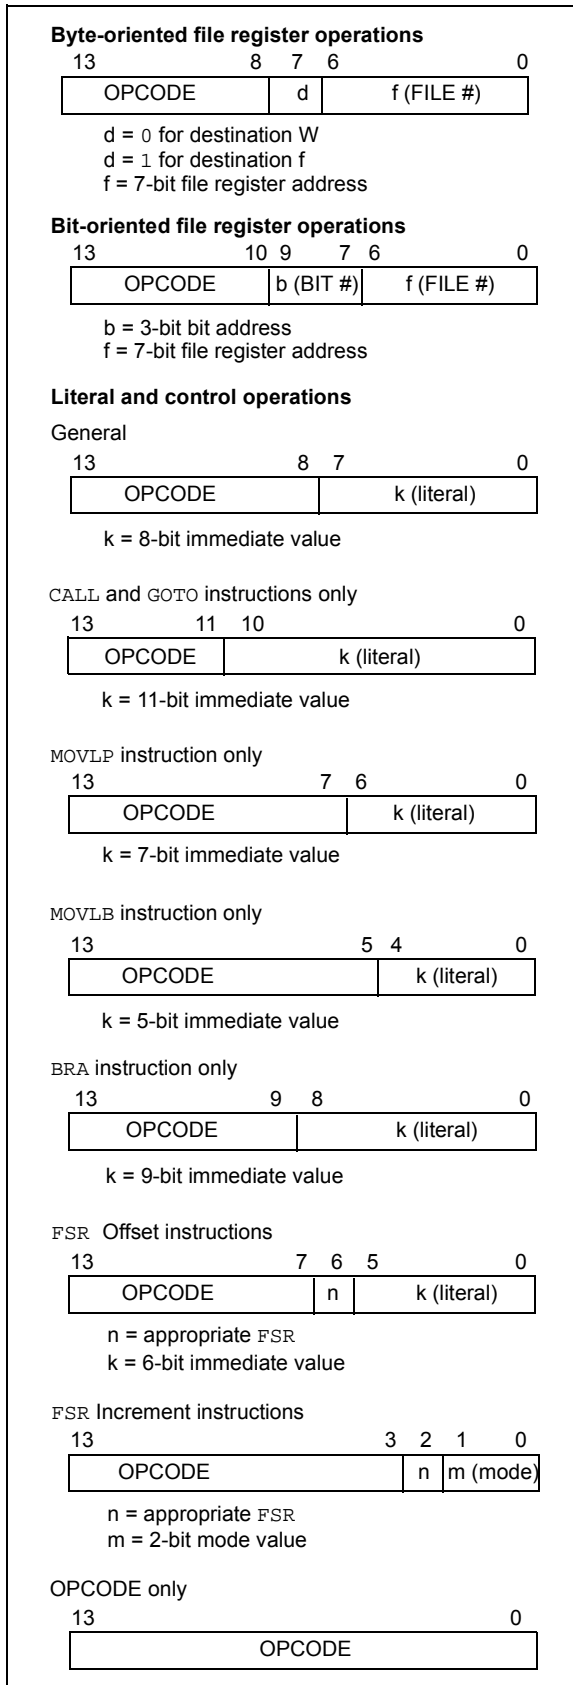 Byte-oriented file register operations
13 8 7 6 0
OPCODE d f (FILE #)
d = 0 for destination W
d = 1 for destination f
f = 7-bit file register address
Bit-oriented file register operations
13 10 9 7 6 0
OPCODE b (BIT #) f (FILE #)
b = 3-bit bit address
f = 7-bit file register address
Literal and control operations
General
13 8 7 0
OPCODE k (literal)
k = 8-bit immediate value
CALL and GOTO instructions only
13 11 10 0
OPCODE k (literal)
k = 11-bit immediate value
MOVLP instruction only
13 7 6 0
OPCODE k (literal)
k = 7-bit immediate value
MOVLB instruction only
13 5 4 0
OPCODE k (literal)
k = 5-bit immediate value
BRA instruction only
13 9 8 0
OPCODE k (literal)
k = 9-bit immediate value
FSR Offset instructions
13 7 6 5 0
OPCODE n k (literal)
n = appropriate FSR
k = 6-bit immediate value
FSR Increment instructions
13 3 2 1 0
OPCODE n m (mode)
n = appropriate FSR
m = 2-bit mode value
OPCODE only
13 0
OPCODE